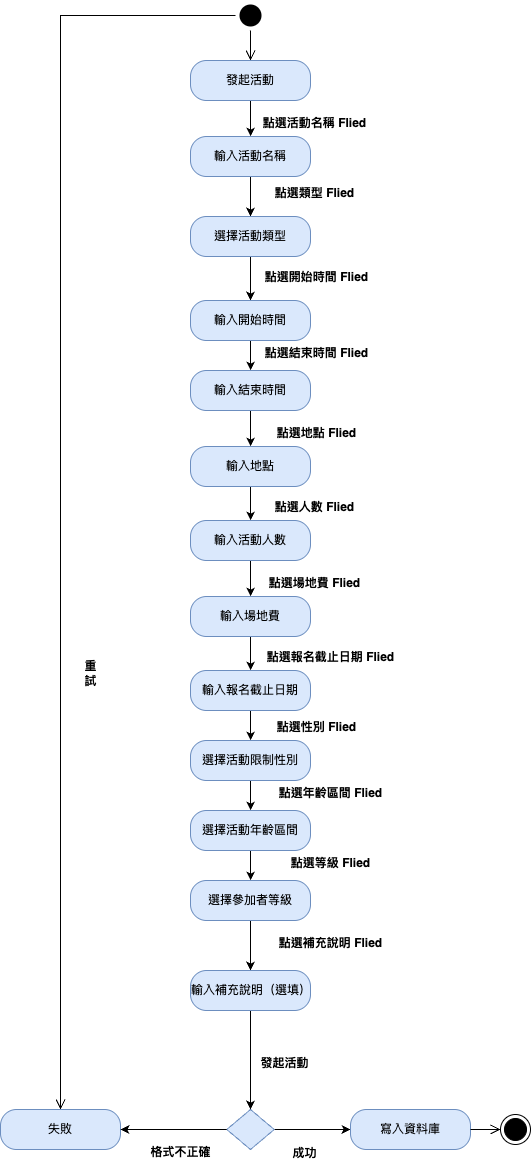 發起活動
點選活動名稱 Flied
輸入活動名稱
點選類型 Flied
選擇活動類型
點選開始時間 Flied
輸入開始時間
點選結束時間 Flied
輸入結束時間
點選地點 Flied
輸入地點
點選人數 Flied
輸入活動人數
點選場地費 Flied
輸入場地費
點選報名截止日期 Flied
重
試
輸入報名截止日期
點選性別 Flied
選擇活動限制性別
點選年齡區間 Flied
選擇活動年齡區間
點選等級 Flied
選擇參加者等級
點選補充說明 Flied
輸入補充說明（選填）
發起活動
失敗
寫入資料庫
格式不正確
成功